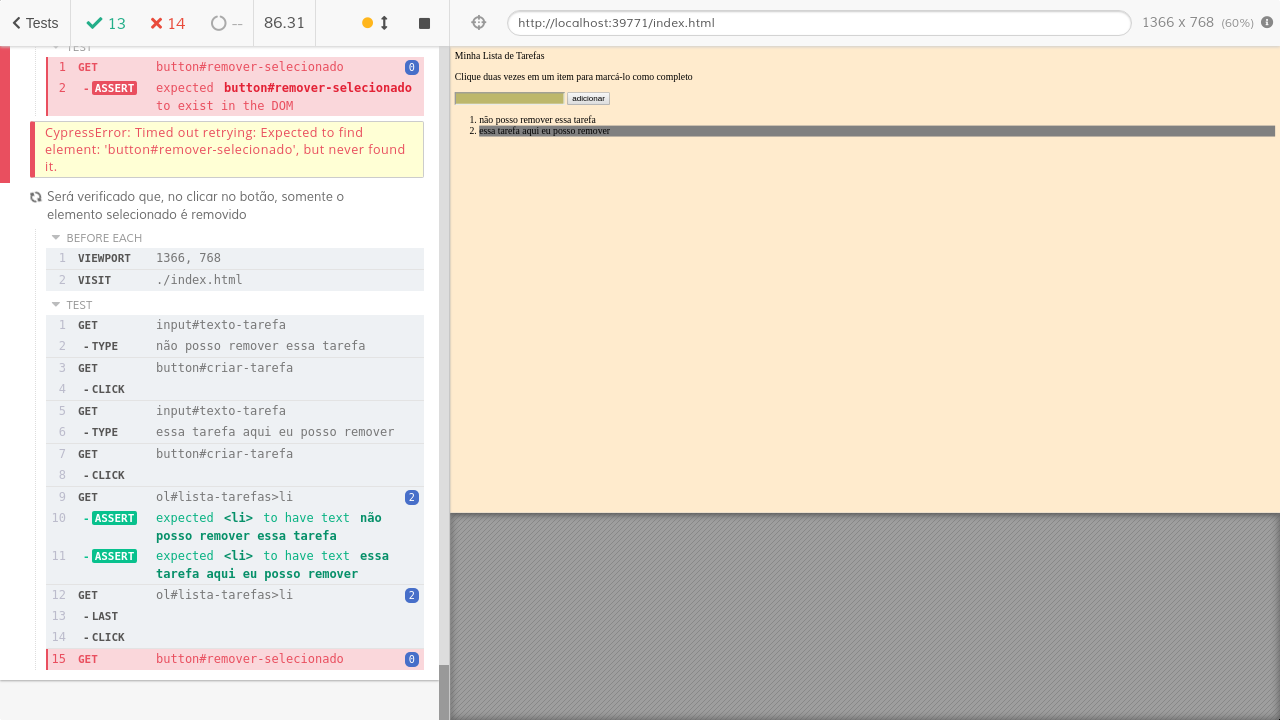 Tests
13
14
--
86.31
http://localhost:39771/index.html
1366 x 768 (60%)
TEST
1 GET button#remover-selecionado 0
2 - ASSERT expected button#remover-selecionado
to exist in the DOM
CypressError: Timed out retrying: Expected to find
element: 'button#remover-selecionado', but never found
it.
Será verificado que, no clicar no botão, somente o
elemento selecionado é removido
BEFORE EACH
1 VIEWPORT 1366, 768
2 VISIT ./index.html
TEST
1 GET input#texto-tarefa
2 - TYPE não posso remover essa tarefa
3 GET button#criar-tarefa
4 - CLICK
5 GET input#texto-tarefa
6 - TYPE essa tarefa aqui eu posso remover
7 GET button#criar-tarefa
8 - CLICK
9 GET ol#lista-tarefas>li 2
10 - ASSERT expected <li> to have text não
posso remover essa tarefa
11 - ASSERT expected <li> to have text essa
tarefa aqui eu posso remover
12 GET ol#lista-tarefas>li 2
13 - LAST
14 - CLICK
15 GET button#remover-selecionado 0
Minha Lista de Tarefas
Clique duas vezes em um item para marcá-lo como completo
adicionar
1. não posso remover essa tarefa
2. essa tarefa aqui eu posso remover